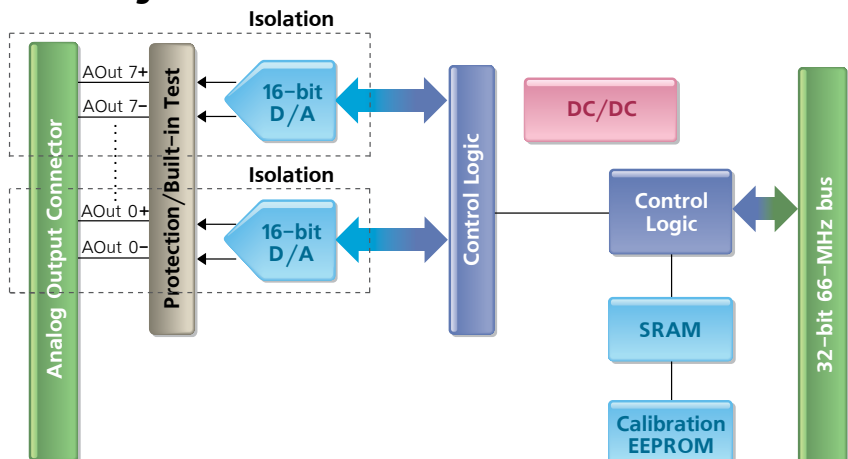 Isolation
AOut 7+
AOut 7-
16-bit
D/A
Isolation
AOut 0+
AOut 0-
16-bit
D/A
Analog Output Connector
Protection/Built-in Test
Control Logic
DC/DC
Control
Logic
SRAM
Calibration
EEPROM
32-bit 66-MHz bus